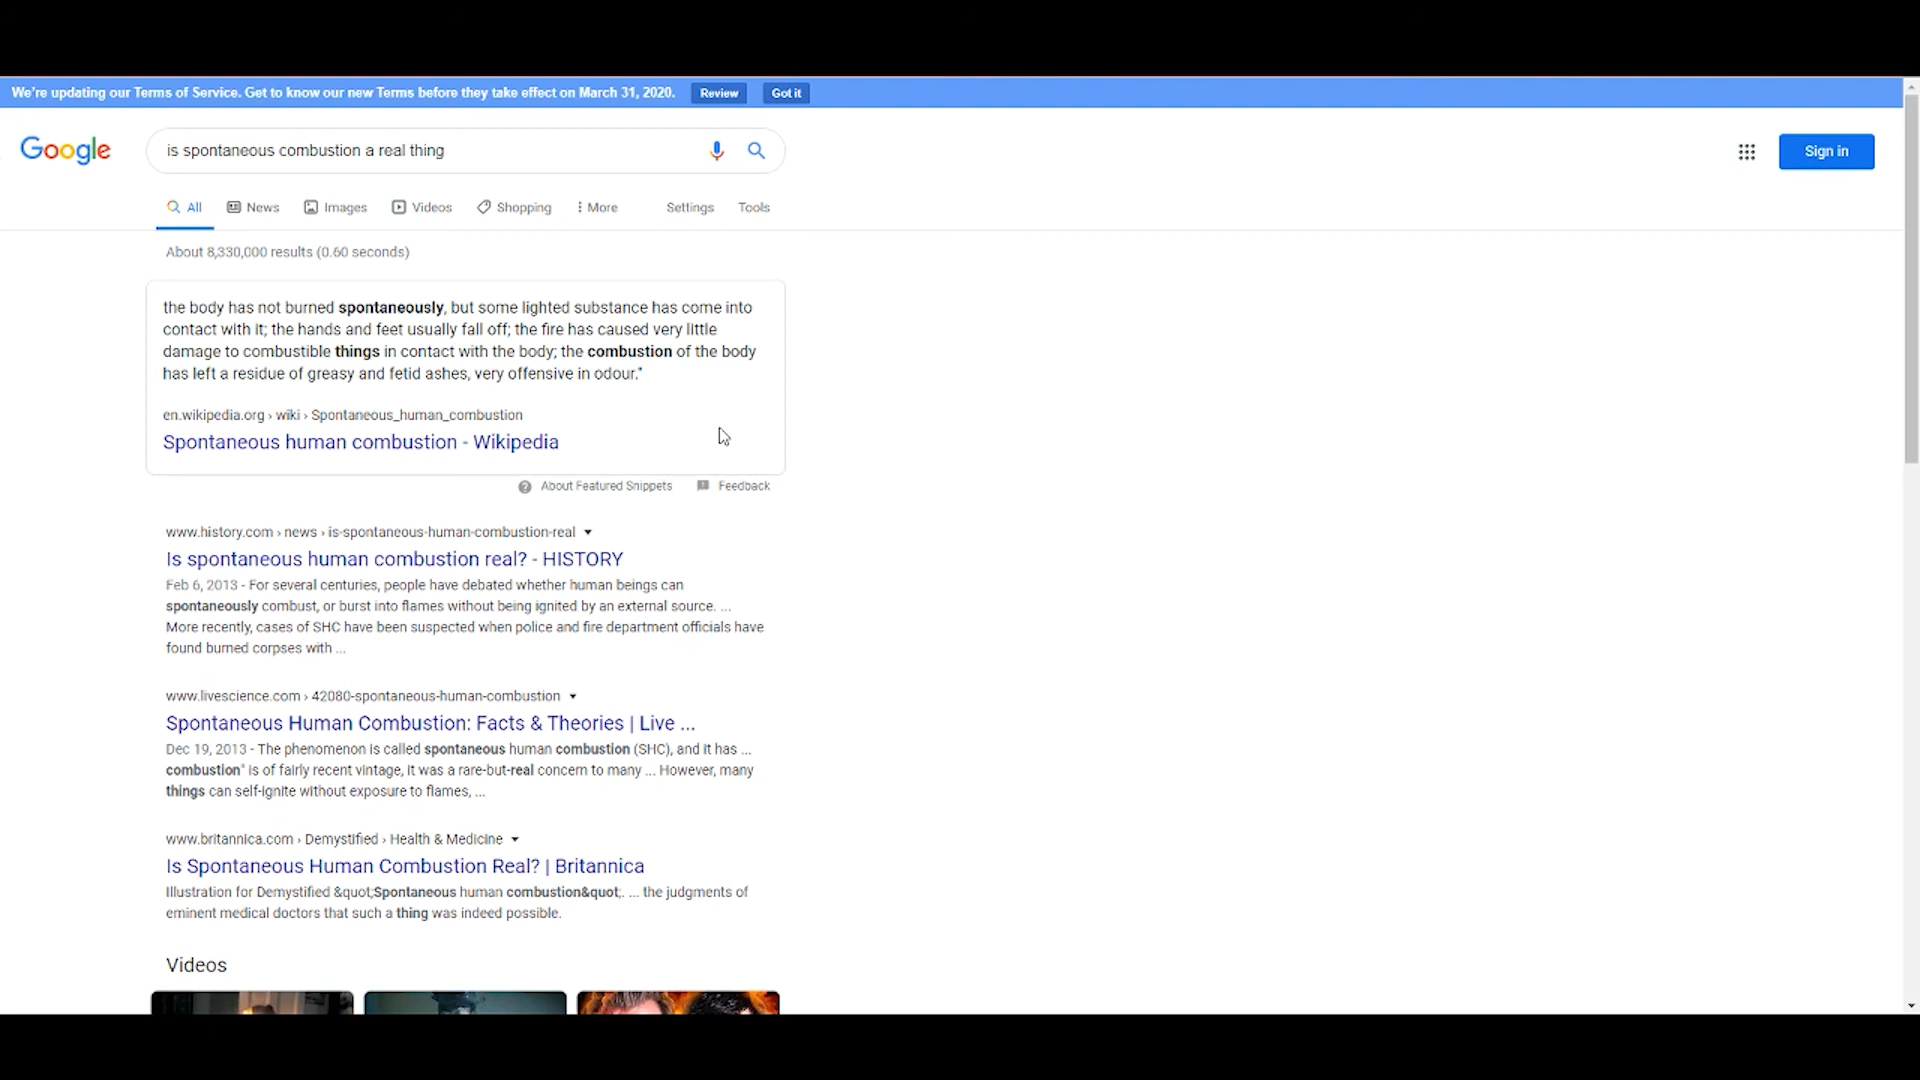 We're updating our Terms of Service. Get to know our new Terms before they take effect on March 31, 2020. Review Got it
Google
is spontaneous combustion a real thing
Sign in
All News Images Videos Shopping More Settings Tools
About 8,330,000 results (0.60 seconds)
the body has not burned spontaneously, but some lighted substance has come into
contact with it; the hands and feet usually fall off; the fire has caused very little
damage to combustible things in contact with the body; the combustion of the body
has left a residue of greasy and fetid ashes, very offensive in odour."
en.wikipedia.org › wiki › Spontaneous_human_combustion
Spontaneous human combustion - Wikipedia
About Featured Snippets Feedback
www.history.com › news › is-spontaneous-human-combustion-real
Is spontaneous human combustion real? - HISTORY
Feb 6, 2013 - For several centuries, people have debated whether human beings can
spontaneously combust, or burst into flames without being ignited by an external source. ...
More recently, cases of SHC have been suspected when police and fire department officials have
found burned corpses with ...
www.livescience.com › 42080-spontaneous-human-combustion
Spontaneous Human Combustion: Facts & Theories | Live ...
Dec 19, 2013 - The phenomenon is called spontaneous human combustion (SHC), and it has ...
combustion" is of fairly recent vintage, it was a rare-but-real concern to many ... However, many
things can self-ignite without exposure to flames, ...
www.britannica.com › Demystified › Health & Medicine
Is Spontaneous Human Combustion Real? | Britannica
Illustration for Demystified &quot;Spontaneous human combustion&quot;. ... the judgments of
eminent medical doctors that such a thing was indeed possible.
Videos